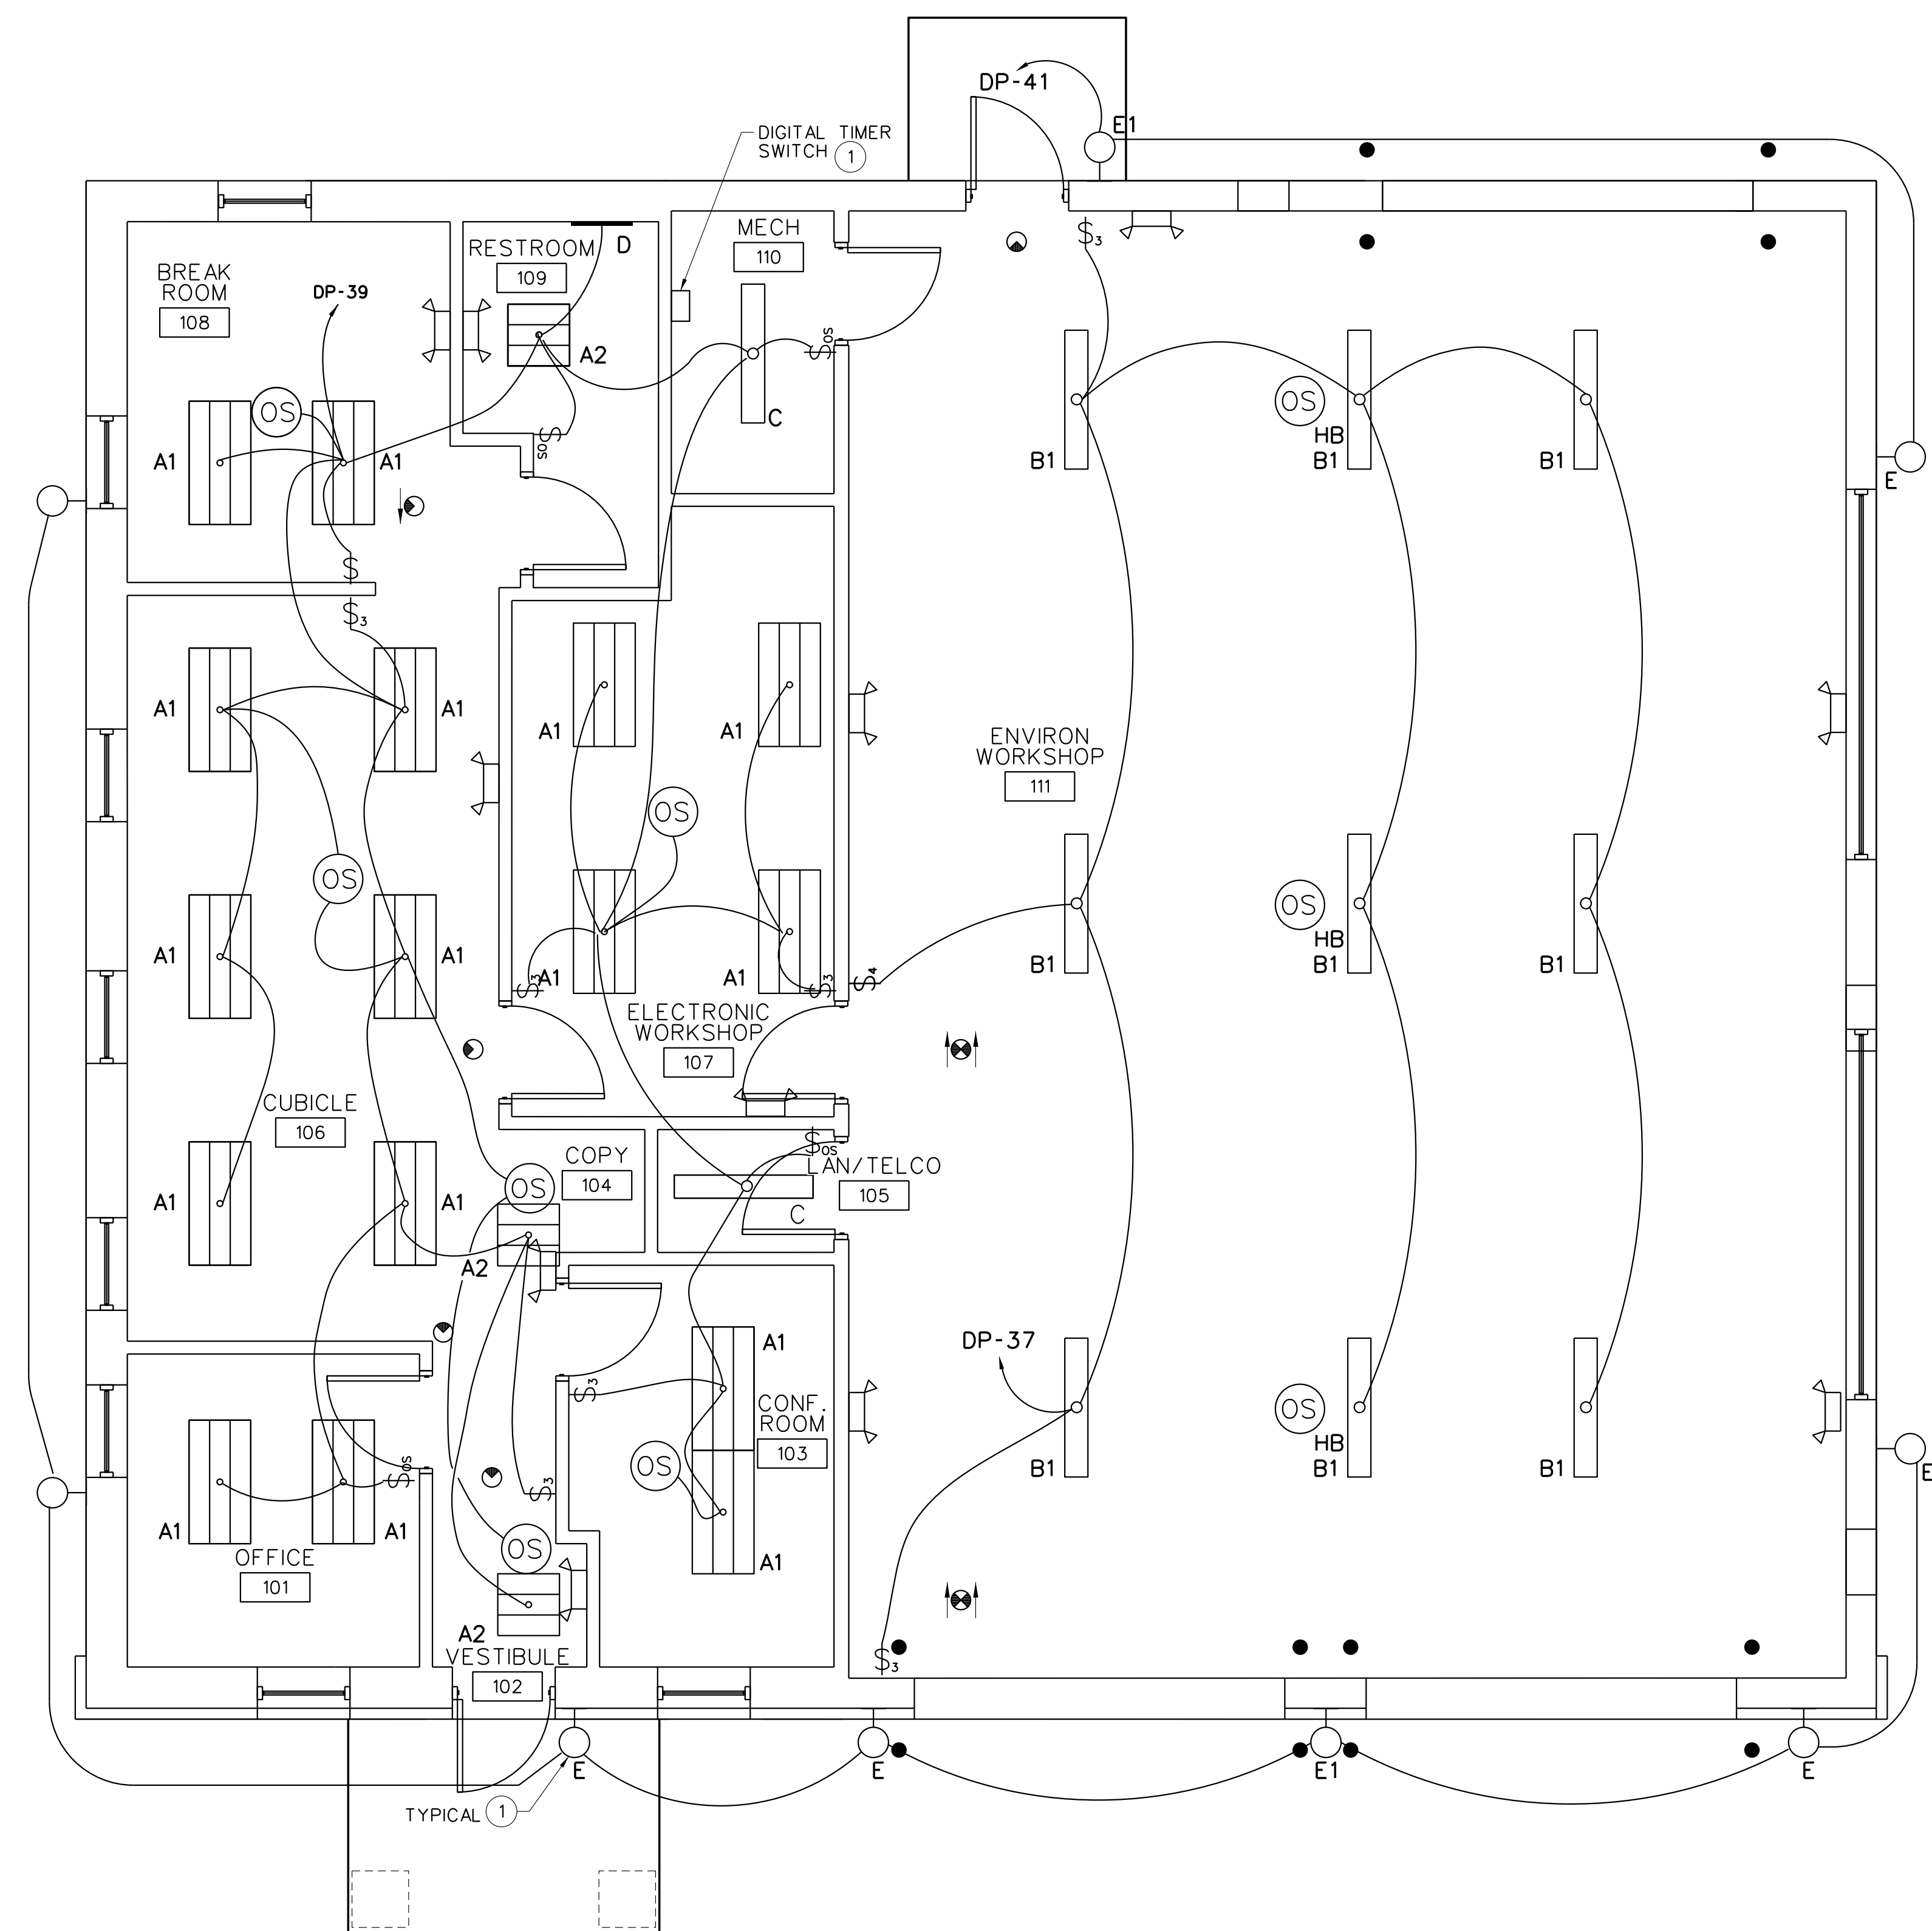 DP-41
E1
DIGITAL TIMER
SWITCH 1
MECH
110
RESTROOM
109
D
$3
BREAK
ROOM
108
DP-39
A2
$OS
C
OS
A1
A1
$OS
OS
HB
B1
B1
B1
E
$
$3
A1
A1
A1
A1
ENVIRON
WORKSHOP
111
OS
OS
OS
HB
B1
B1
B1
A1
A1
$3
A1
A1
$3
$4
ELECTRONIC
WORKSHOP
107
CUBICLE
106
COPY
104
$OS
LAN/TELCO
105
C
OS
A1
A1
A2
DP-37
A1
CONF.
ROOM
103
$3
OS
OS
HB
B1
B1
B1
E
$OS
$3
A1
A1
OFFICE
101
OS
A1
A2
VESTIBULE
102
$3
E
E
E1
E
TYPICAL 1